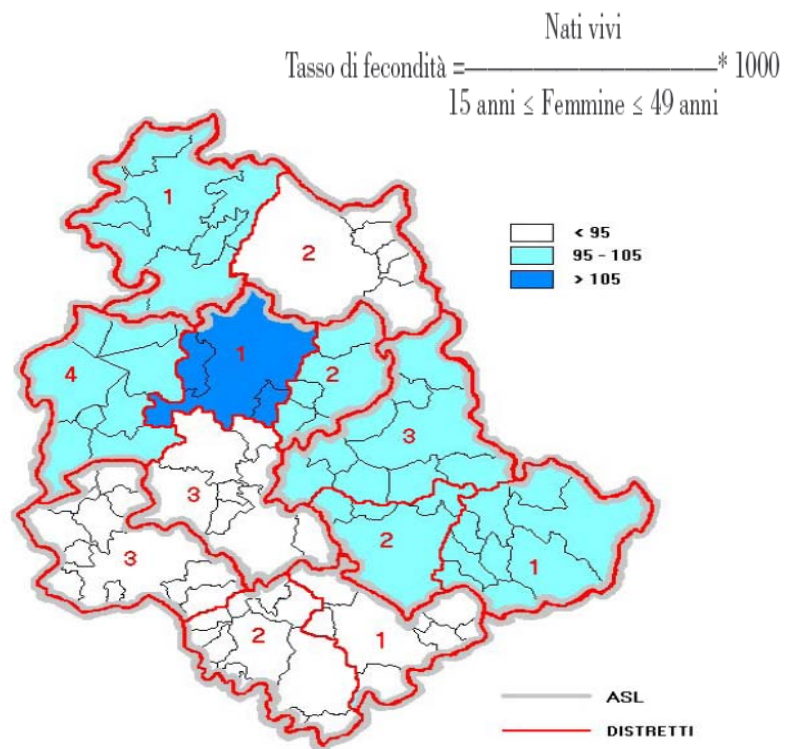 Nati vivi
Tasso di fecondità =——————————* 1000
15 anni ≤ Femmine ≤ 49 anni
1
2
< 95
95 - 105
> 105
4
1
2
3
3
3
2
1
2
1
ASL
DISTRETTI